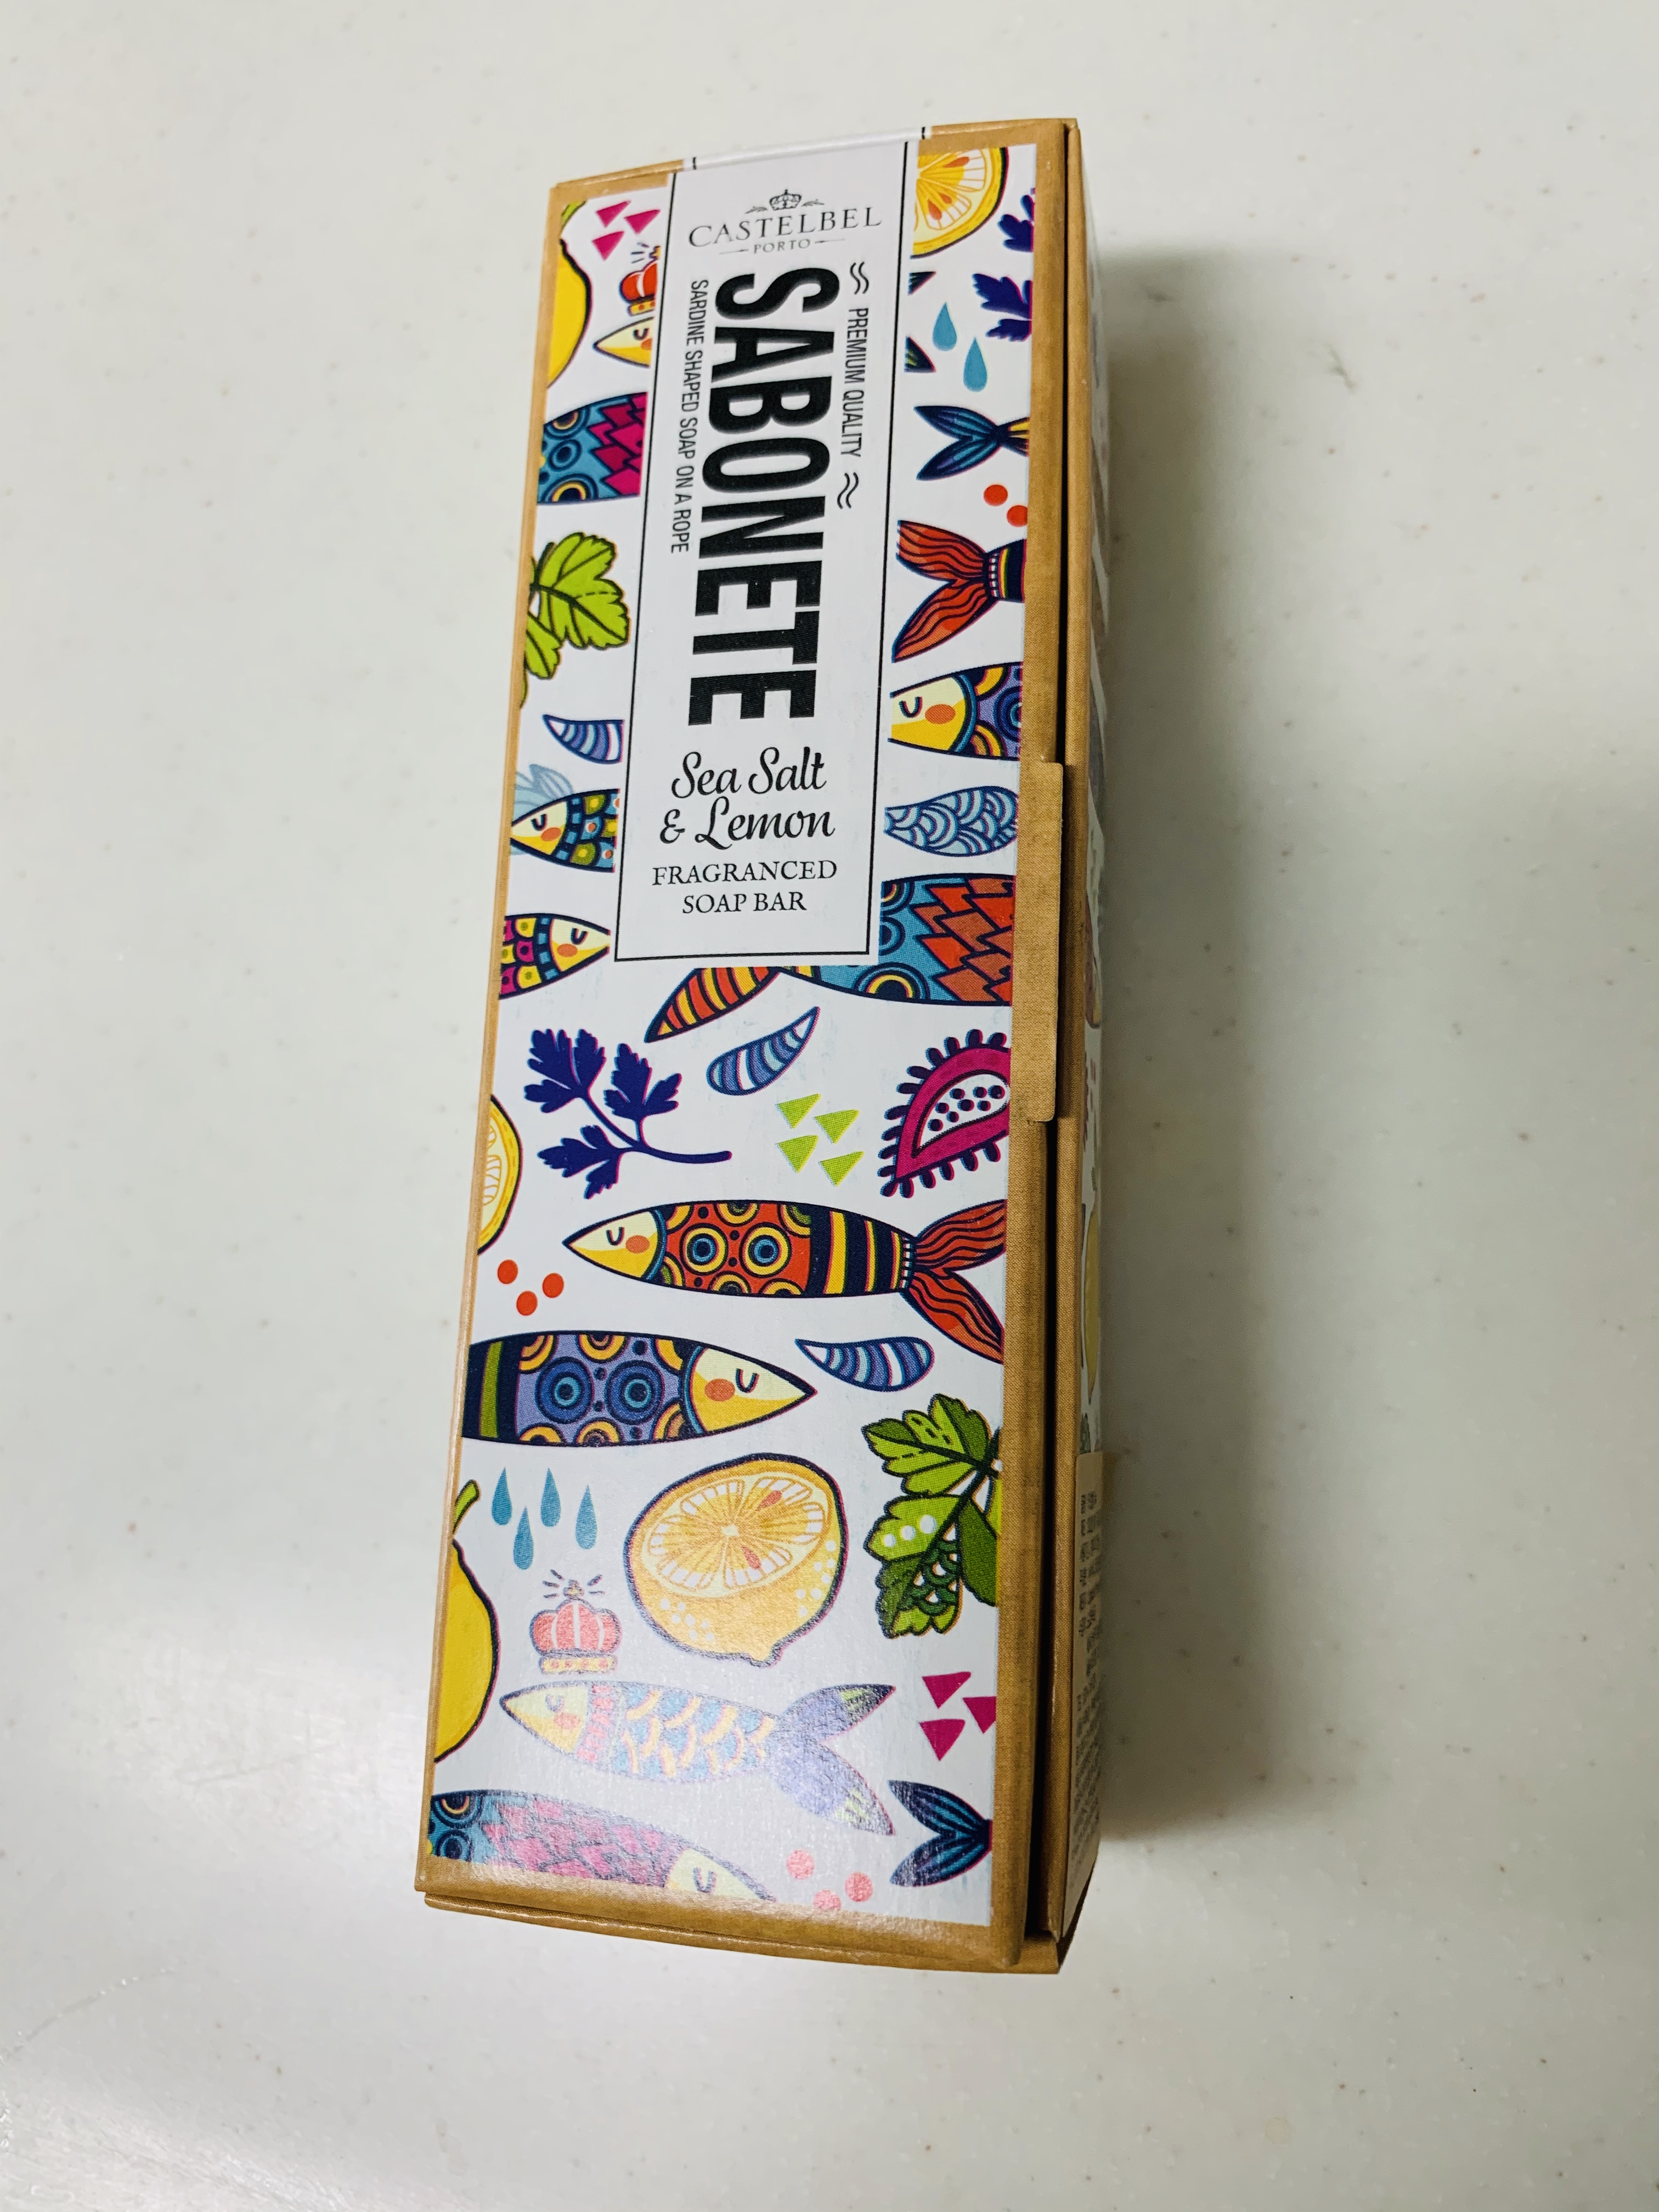 CASTELBEL
PORTO
PREMIUM QUALITY
SABONETE
SARDINE SHAPED SOAP ON A ROPE
Sea Salt
& Lemon
FRAGRANCED
SOAP BAR